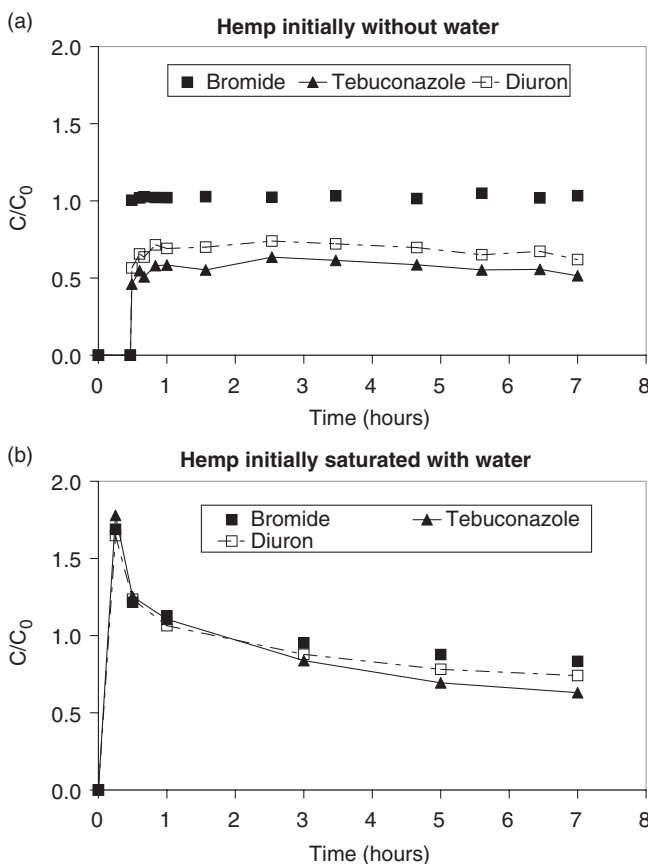 (a)
Hemp initially without water
2.0
Bromide Tebuconazole Diuron
1.5
1.0
0.5
0.0
C/C0
0 1 2 3 4 5 6 7 8
Time (hours)
(b)
Hemp initially saturated with water
2.0
Bromide Tebuconazole
Diuron
1.5
1.0
0.5
0.0
C/C0
0 1 2 3 4 5 6 7 8
Time (hours)